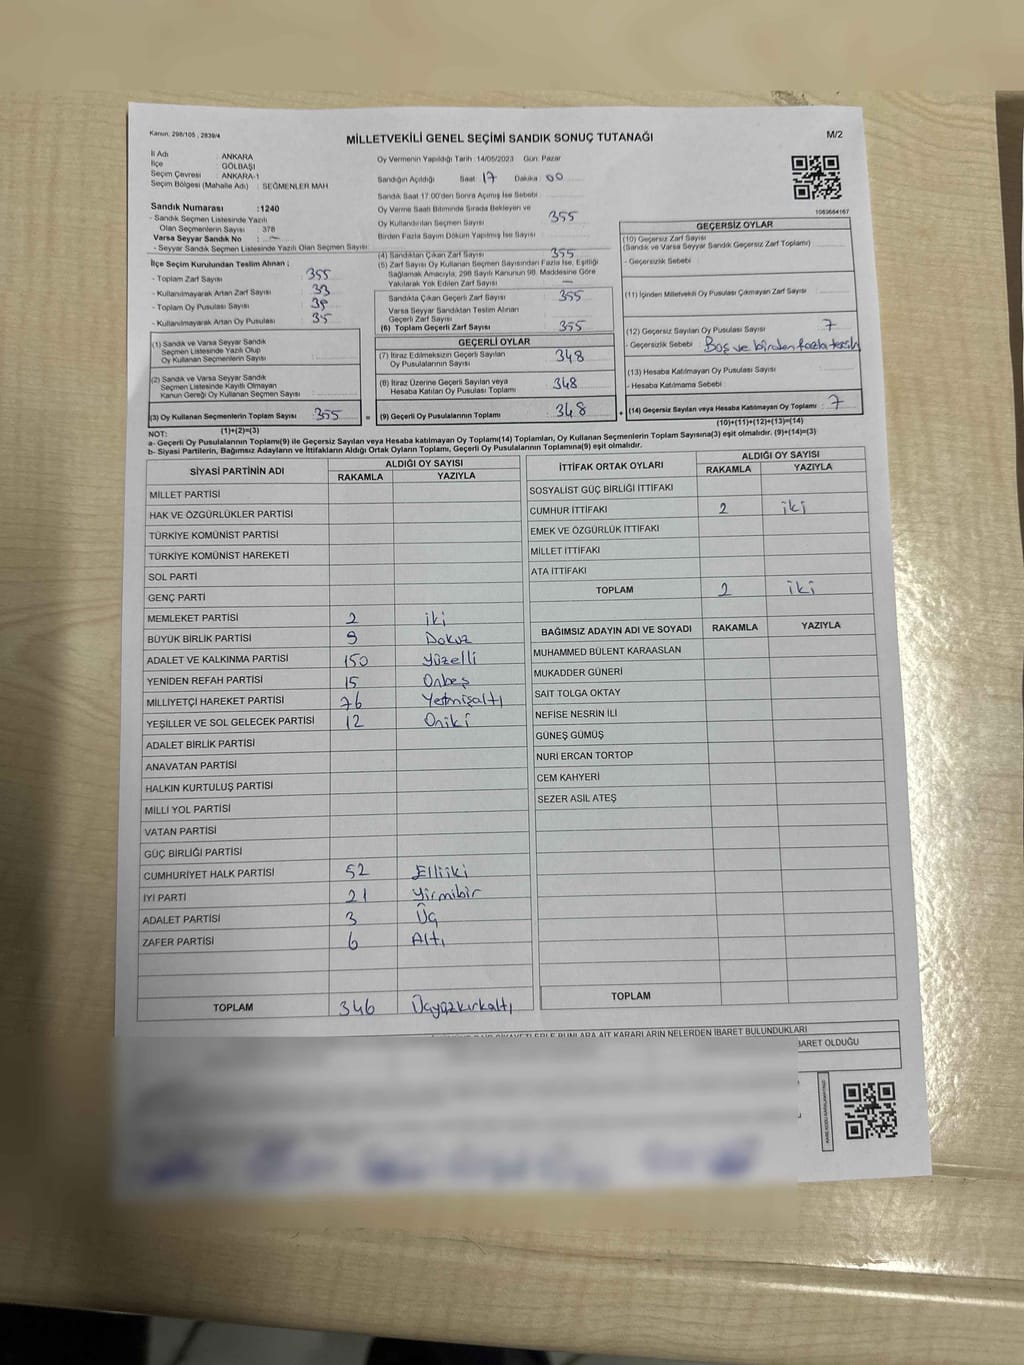 Kanun. 298/105 , 2839/4
MİLLETVEKİLİ GENEL SEÇİMİ SANDIK SONUÇ TUTANAĞI
M/2
İl Adı : ANKARA
İlçe : GÖLBAŞI
Seçim Çevresi : ANKARA-1
Seçim Bölgesi (Mahalle Adı) : SEĞMENLER MAH
Sandık Numarası :1240
- Sandık Seçmen Listesinde Yazılı
Olan Seçmenlerin Sayısı : 378
Varsa Seyyar Sandık No :
- Seyyar Sandık Seçmen Listesinde Yazılı Olan Seçmen Sayısı:
İlçe Seçim Kurulundan Teslim Alınan ;
- Toplam Zarf Sayısı : 355
- Kullanılmayarak Artan Zarf Sayısı : 33
- Toplam Oy Pusulası Sayısı
- Kullanılmayarak Artan Oy Pusulası : 35
(1) Sandık ve Varsa Seyyar Sandık
Seçmen Listesinde Yazılı Olup
Oy Kullanan Seçmenlerin Sayısı
(2) Sandık ve Varsa Seyyar Sandık
Seçmen Listesinde Kayıtlı Olmayan
Kanun Gereği Oy Kullanan Seçmen Sayısı
(3) Oy Kullanan Seçmenlerin Toplam Sayısı 355 =
(1)+(2)=(3)
Oy Vermenin Yapıldığı Tarih :14/05/2023 Gün: Pazar
Sandığın Açıldığı Saat 17 Dakika 00
Sandık Saat 17:00'den Sonra Açılmış İse Sebebi
Oy Verme Saati Bitiminde Sırada Bekleyen ve
Oy Kullandırılan Seçmen Sayısı 355
Birden Fazla Sayım Döküm Yapılmış İse Sayısı
(4) Sandıktan Çıkan Zarf Sayısı 355
(5) Zarf Sayısı Oy Kullanan Seçmen Sayısından Fazla İse, Eşitliği
Sağlamak Amacıyla, 298 Sayılı Kanunun 98. Maddesine Göre
Yakılarak Yok Edilen Zarf Sayısı —
Sandıkta Çıkan Geçerli Zarf Sayısı 355
Varsa Seyyar Sandıktan Teslim Alınan
Geçerli Zarf Sayısı
(6) Toplam Geçerli Zarf Sayısı 355
GEÇERLİ OYLAR
(7) İtiraz Edilmeksizin Geçerli Sayılan
Oy Pusulalarının Sayısı 348
(8) İtiraz Üzerine Geçerli Sayılan veya
Hesaba Katılan Oy Pusulası Toplamı 348
(9) Geçerli Oy Pusulalarının Toplamı 348 +
1063664167
GEÇERSİZ OYLAR
(10) Geçersiz Zarf Sayısı
(Sandık ve Varsa Seyyar Sandık Geçersiz Zarf Toplamı)
- Geçersizlik Sebebi :
(11) İçinden Milletvekili Oy Pusulası Çıkmayan Zarf Sayısı
(12) Geçersiz Sayılan Oy Pusulası Sayısı 7
- Geçersizlik Sebebi Boş ve birden fazla
(13) Hesaba Katılmayan Oy Pusulası Sayısı
- Hesaba Katılmama Sebebi
(14) Geçersiz Sayılan veya Hesaba Katılmayan Oy Toplamı : 7
(10)+(11)+(12)+(13)=(14)
NOT:
a- Geçerli Oy Pusulalarının Toplamı(9) ile Geçersiz Sayılan veya Hesaba katılmayan Oy Toplamı(14) Toplamları, Oy Kullanan Seçmenlerin Toplam Sayısına(3) eşit olmalıdır. (9)+(14)=(3)
b- Siyasi Partilerin, Bağımsız Adayların ve İttifakların Aldığı Ortak Oyların Toplamı, Geçerli Oy Pusulalarının Toplamına(9) eşit olmalıdır.
SİYASİ PARTİNİN ADI ALDIĞI OY SAYISI
RAKAMLA YAZIYLA
MİLLET PARTİSİ
HAK VE ÖZGÜRLÜKLER PARTİSİ
TÜRKİYE KOMÜNİST PARTİSİ
TÜRKİYE KOMÜNİST HAREKETİ
SOL PARTİ
GENÇ PARTİ
MEMLEKET PARTİSİ 2 iki
BÜYÜK BİRLİK PARTİSİ 9 Dokuz
ADALET VE KALKINMA PARTİSİ 150 Yüzelli
YENİDEN REFAH PARTİSİ 15 Onbeş
MİLLİYETÇİ HAREKET PARTİSİ 76 Yetmişaltı
YEŞİLLER VE SOL GELECEK PARTİSİ 12 Oniki
ADALET BİRLİK PARTİSİ
ANAVATAN PARTİSİ
HALKIN KURTULUŞ PARTİSİ
MİLLİ YOL PARTİSİ
VATAN PARTİSİ
GÜÇ BİRLİĞİ PARTİSİ
CUMHURİYET HALK PARTİSİ 52 Elliiki
İYİ PARTİ 21 Yirmibir
ADALET PARTİSİ 3 Üç
ZAFER PARTİSİ 6 Altı
TOPLAM 346 Üçyüzkırkaltı
İTTİFAK ORTAK OYLARI ALDIĞI OY SAYISI
RAKAMLA YAZIYLA
SOSYALİST GÜÇ BİRLİĞİ İTTİFAKI
CUMHUR İTTİFAKI 2 iki
EMEK VE ÖZGÜRLÜK İTTİFAKI
MİLLET İTTİFAKI
ATA İTTİFAKI
TOPLAM 2 iki
BAĞIMSIZ ADAYIN ADI VE SOYADI RAKAMLA YAZIYLA
MUHAMMED BÜLENT KARAASLAN
MUKADDER GÜNERİ
SAİT TOLGA OKTAY
NEFİSE NESRİN İLİ
GÜNEŞ GÜMÜŞ
NURİ ERCAN TORTOP
CEM KAHYERİ
SEZER ASİL ATEŞ
TOPLAM
ŞİKAYETLERLE BUNLARA AİT KARARLARIN NELERDEN İBARET BULUNDUKLARI
BARET OLDUĞU